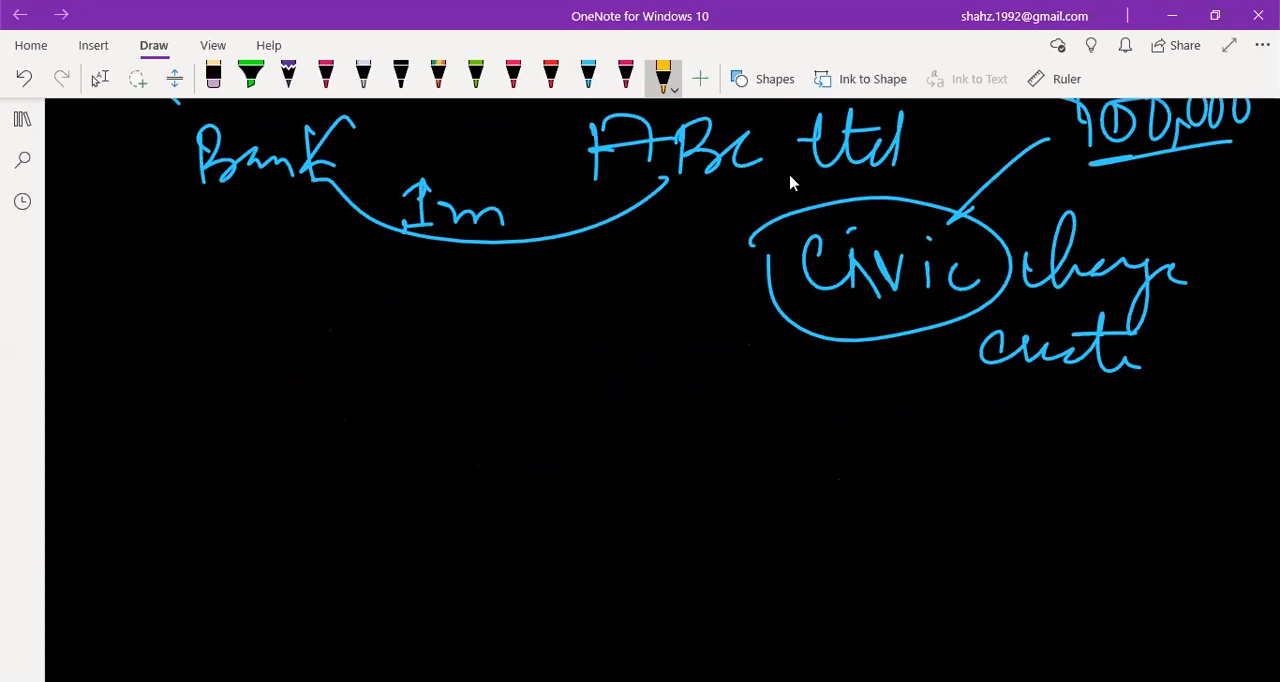 OneNote for Windows 10
shahz.1992@gmail.com
Home Insert Draw View Help
Share
Shapes Ink to Shape Ink to Text Ruler
100,000
Bank ABC ltd
1m
Civic charge
create